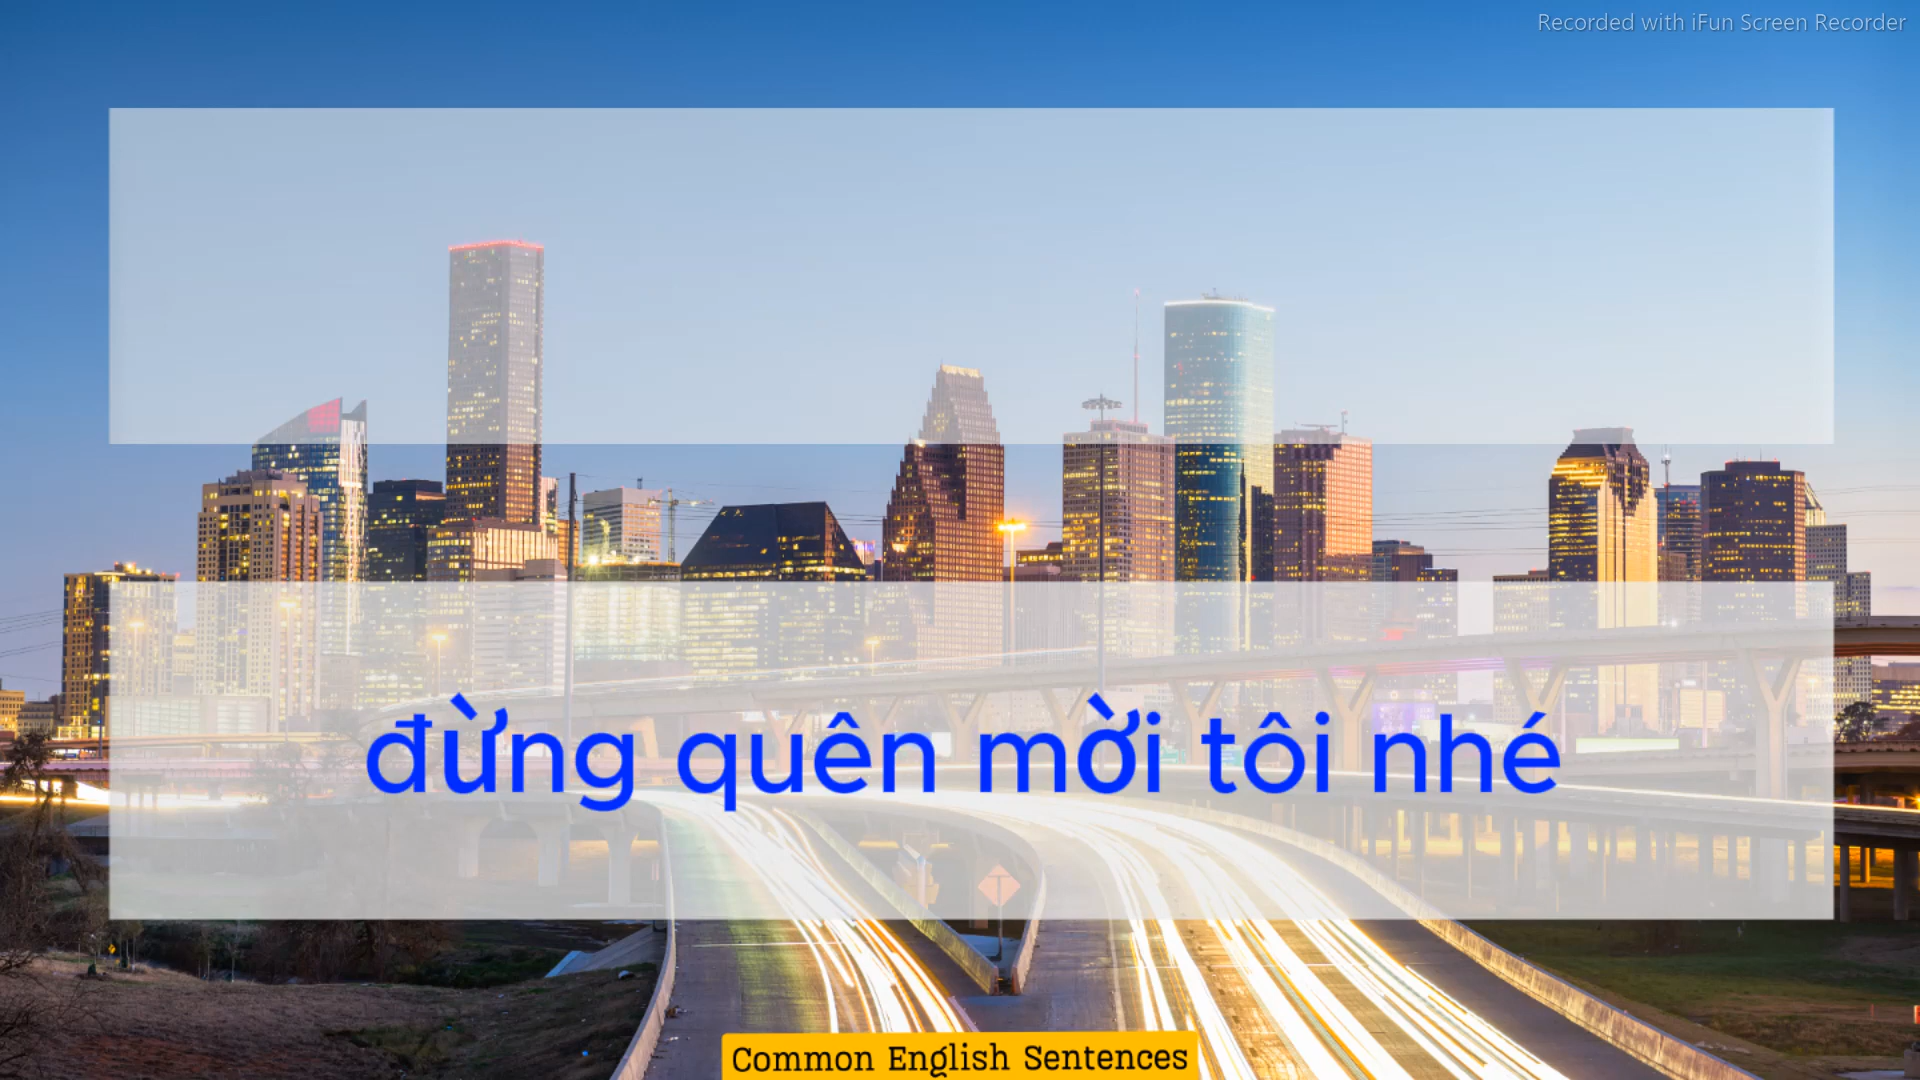 Recorded with iFun Screen Recorder
đừng quên mời tôi nhé
Common English Sentences